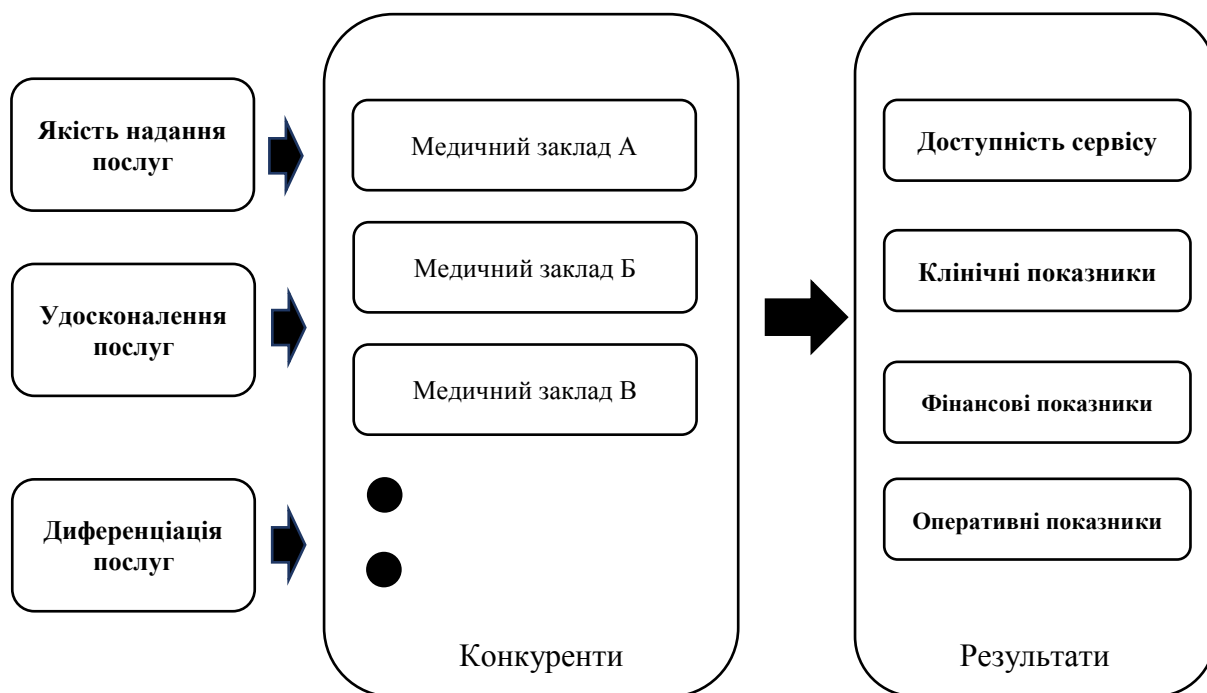 Якість надання
послуг
Удосконалення
послуг
Диференціація
послуг
Медичний заклад А
Медичний заклад Б
Медичний заклад В
Конкуренти
Доступність сервісу
Клінічні показники
Фінансові показники
Оперативні показники
Результати